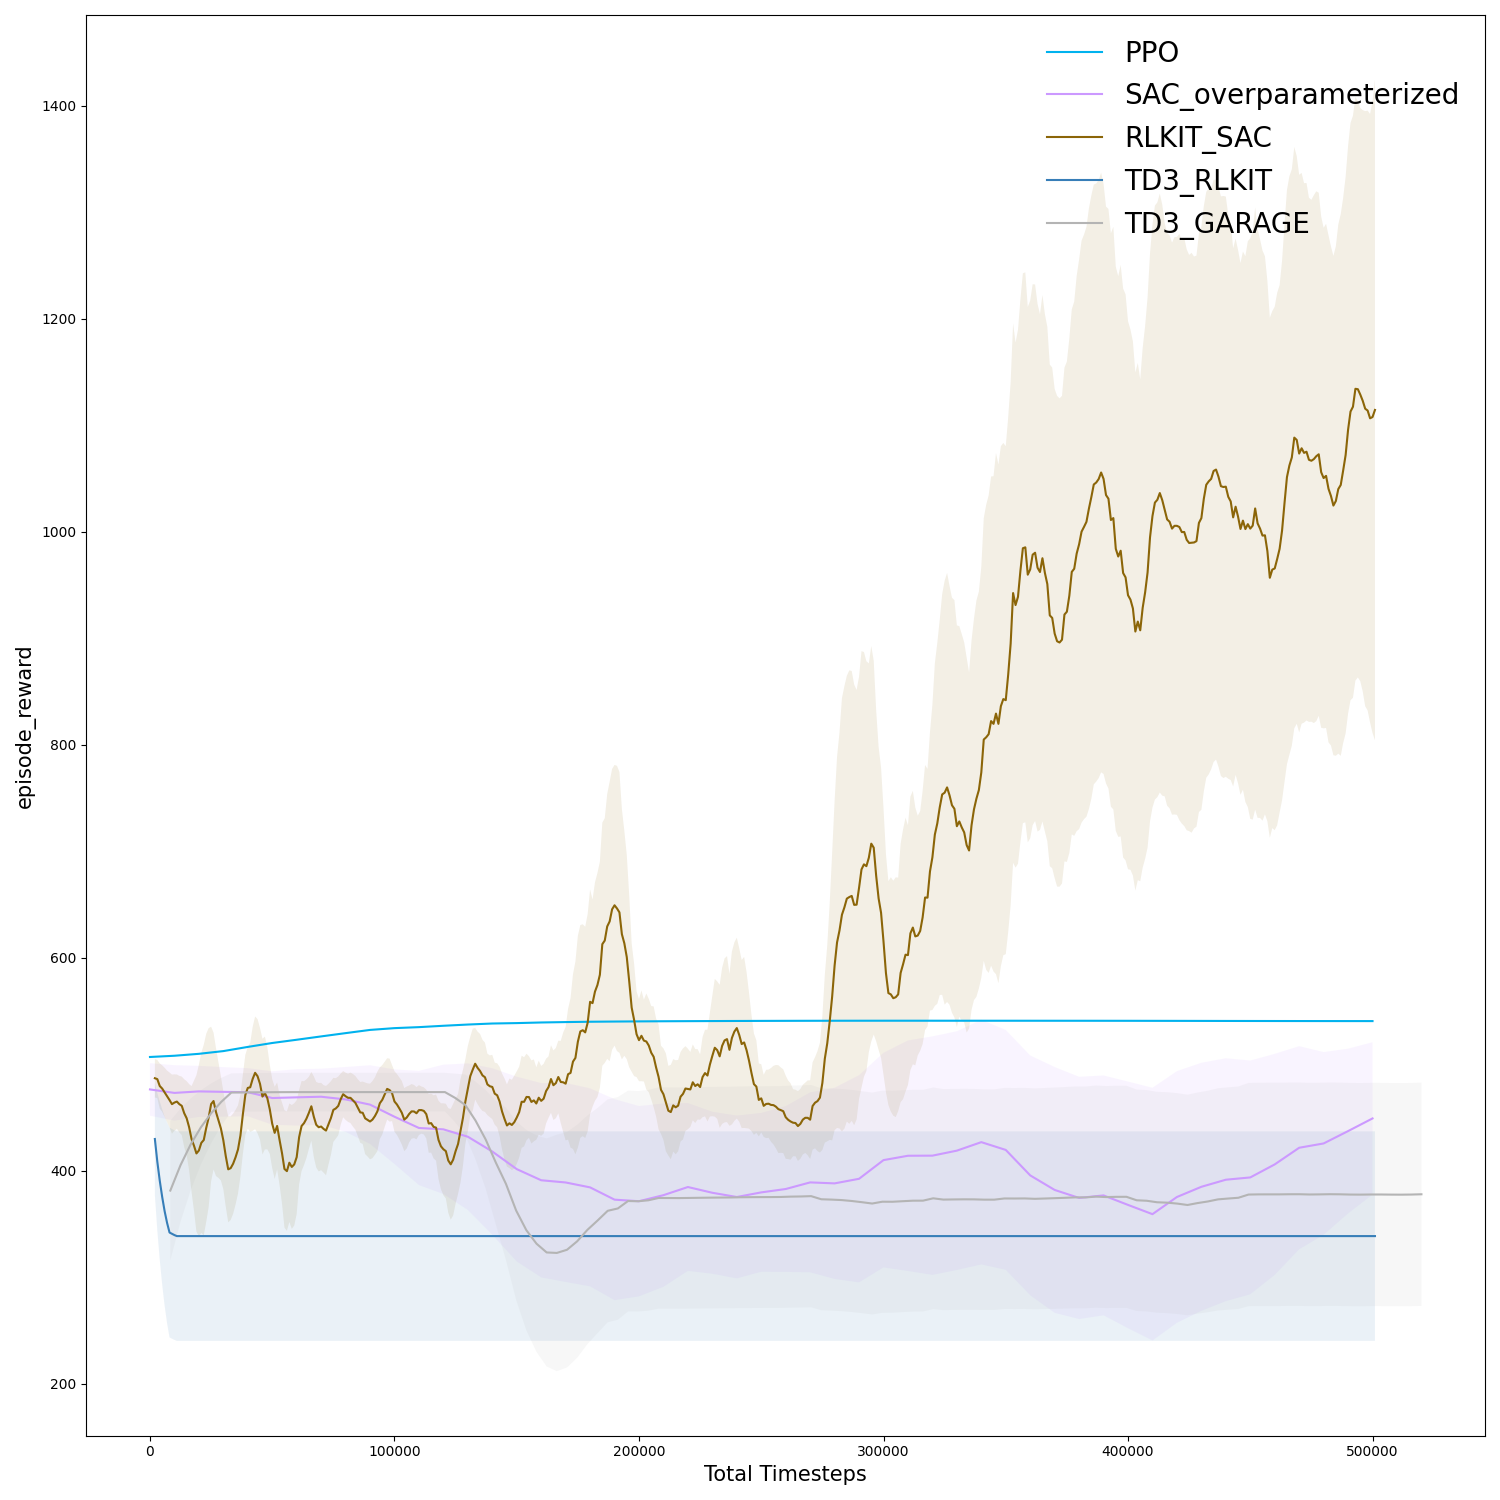 PPO
SAC_overparameterized
RLKIT_SAC
TD3_RLKIT
TD3_GARAGE
1400
1200
1000
800
600
400
200
episode_reward
0 100000 200000 300000 400000 500000
Total Timesteps